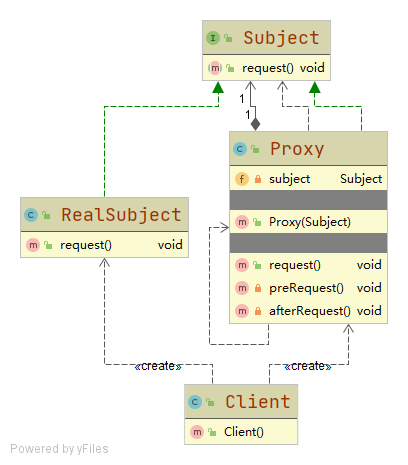 I Subject
m request() void
1
1
C Proxy
f subject Subject
m Proxy(Subject)
m request() void
m preRequest() void
m afterRequest() void
C RealSubject
m request() void
«create»
«create»
C Client
m Client()
Powered by yFiles